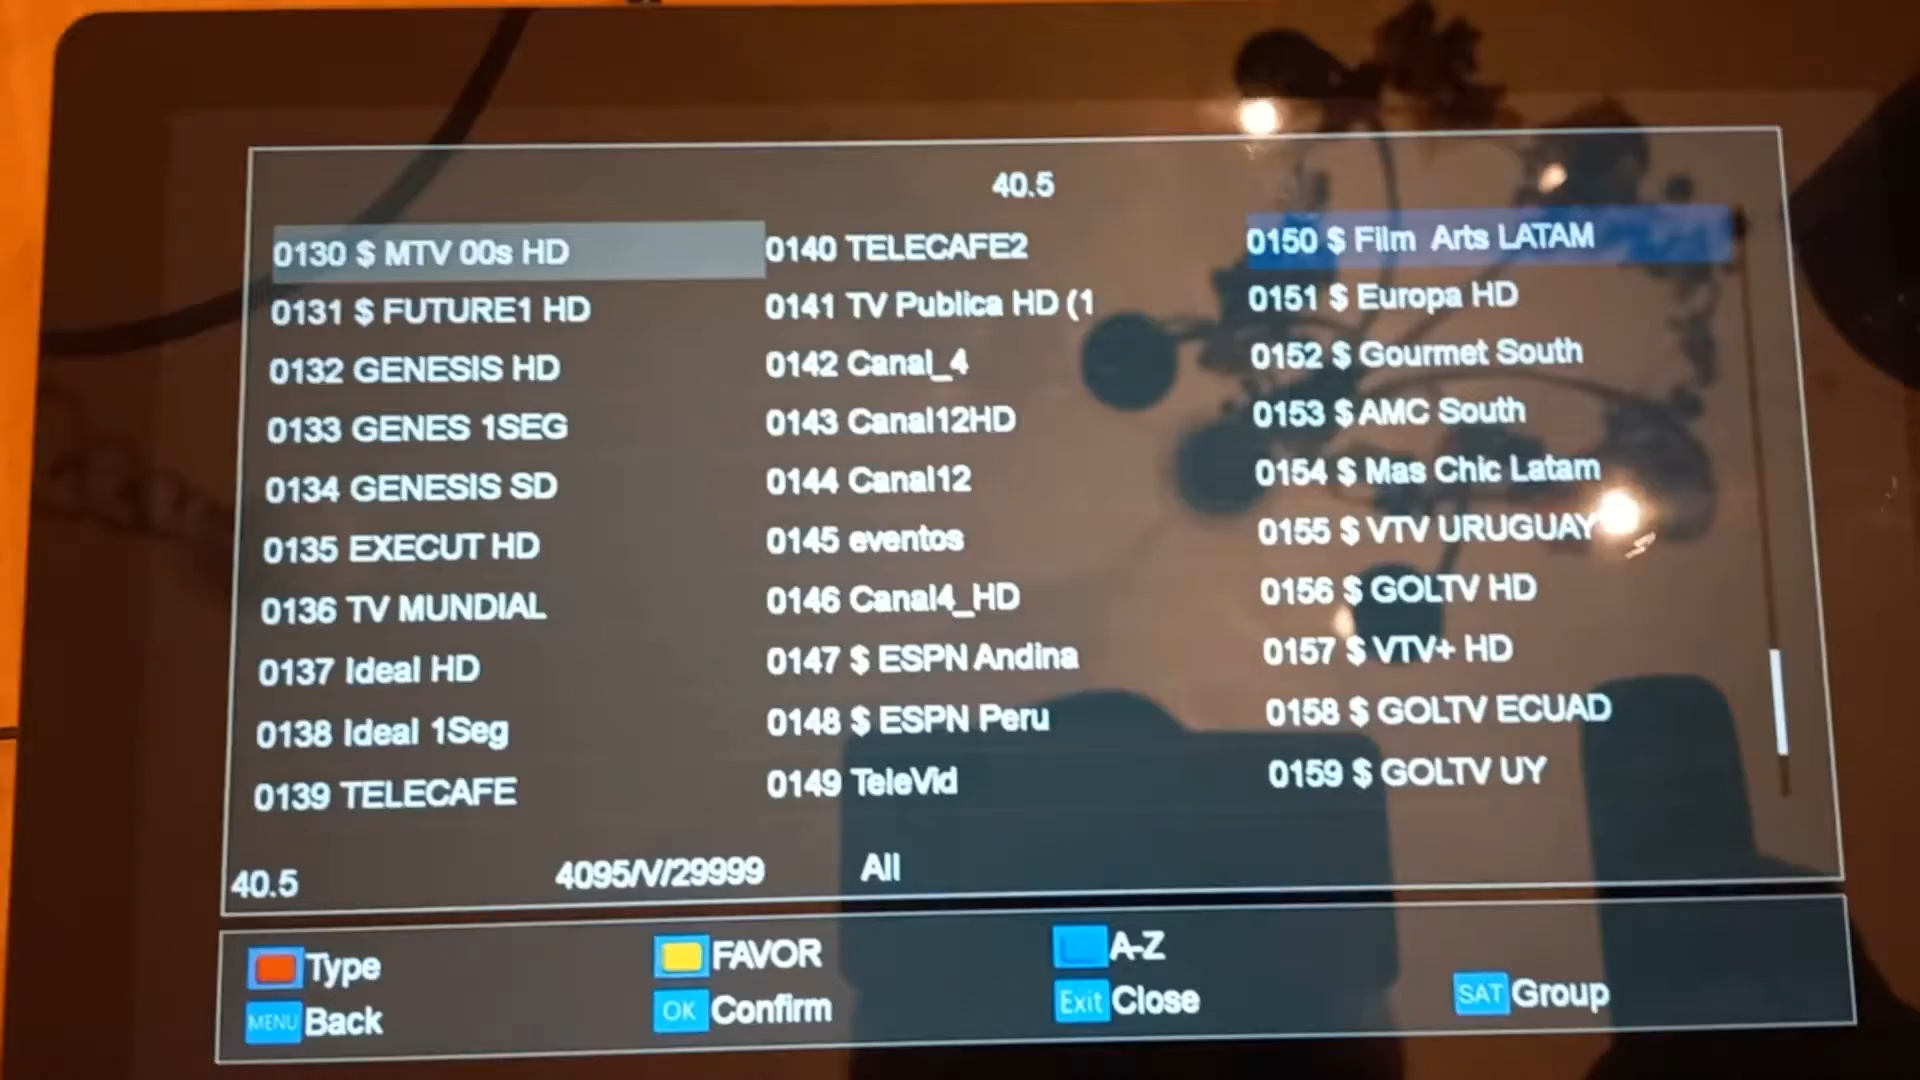 40.5
0130 $ MTV 00s HD
0131 $ FUTURE1 HD
0132 GENESIS HD
0133 GENES 1SEG
0134 GENESIS SD
0135 EXECUT HD
0136 TV MUNDIAL
0137 Ideal HD
0138 Ideal 1Seg
0139 TELECAFE
0140 TELECAFE2
0141 TV Publica HD (1
0142 Canal_4
0143 Canal12HD
0144 Canal12
0145 eventos
0146 Canal4_HD
0147 $ ESPN Andina
0148 $ ESPN Peru
0149 TeleVid
0150 $ Film Arts LATAM
0151 $ Europa HD
0152 $ Gourmet South
0153 $ AMC South
0154 $ Mas Chic Latam
0155 $ VTV URUGUAY
0156 $ GOLTV HD
0157 $ VTV+ HD
0158 $ GOLTV ECUAD
0159 $ GOLTV UY
40.5 4095/V/29999 All
Type FAVOR A-Z
MENU Back OK Confirm Exit Close SAT Group